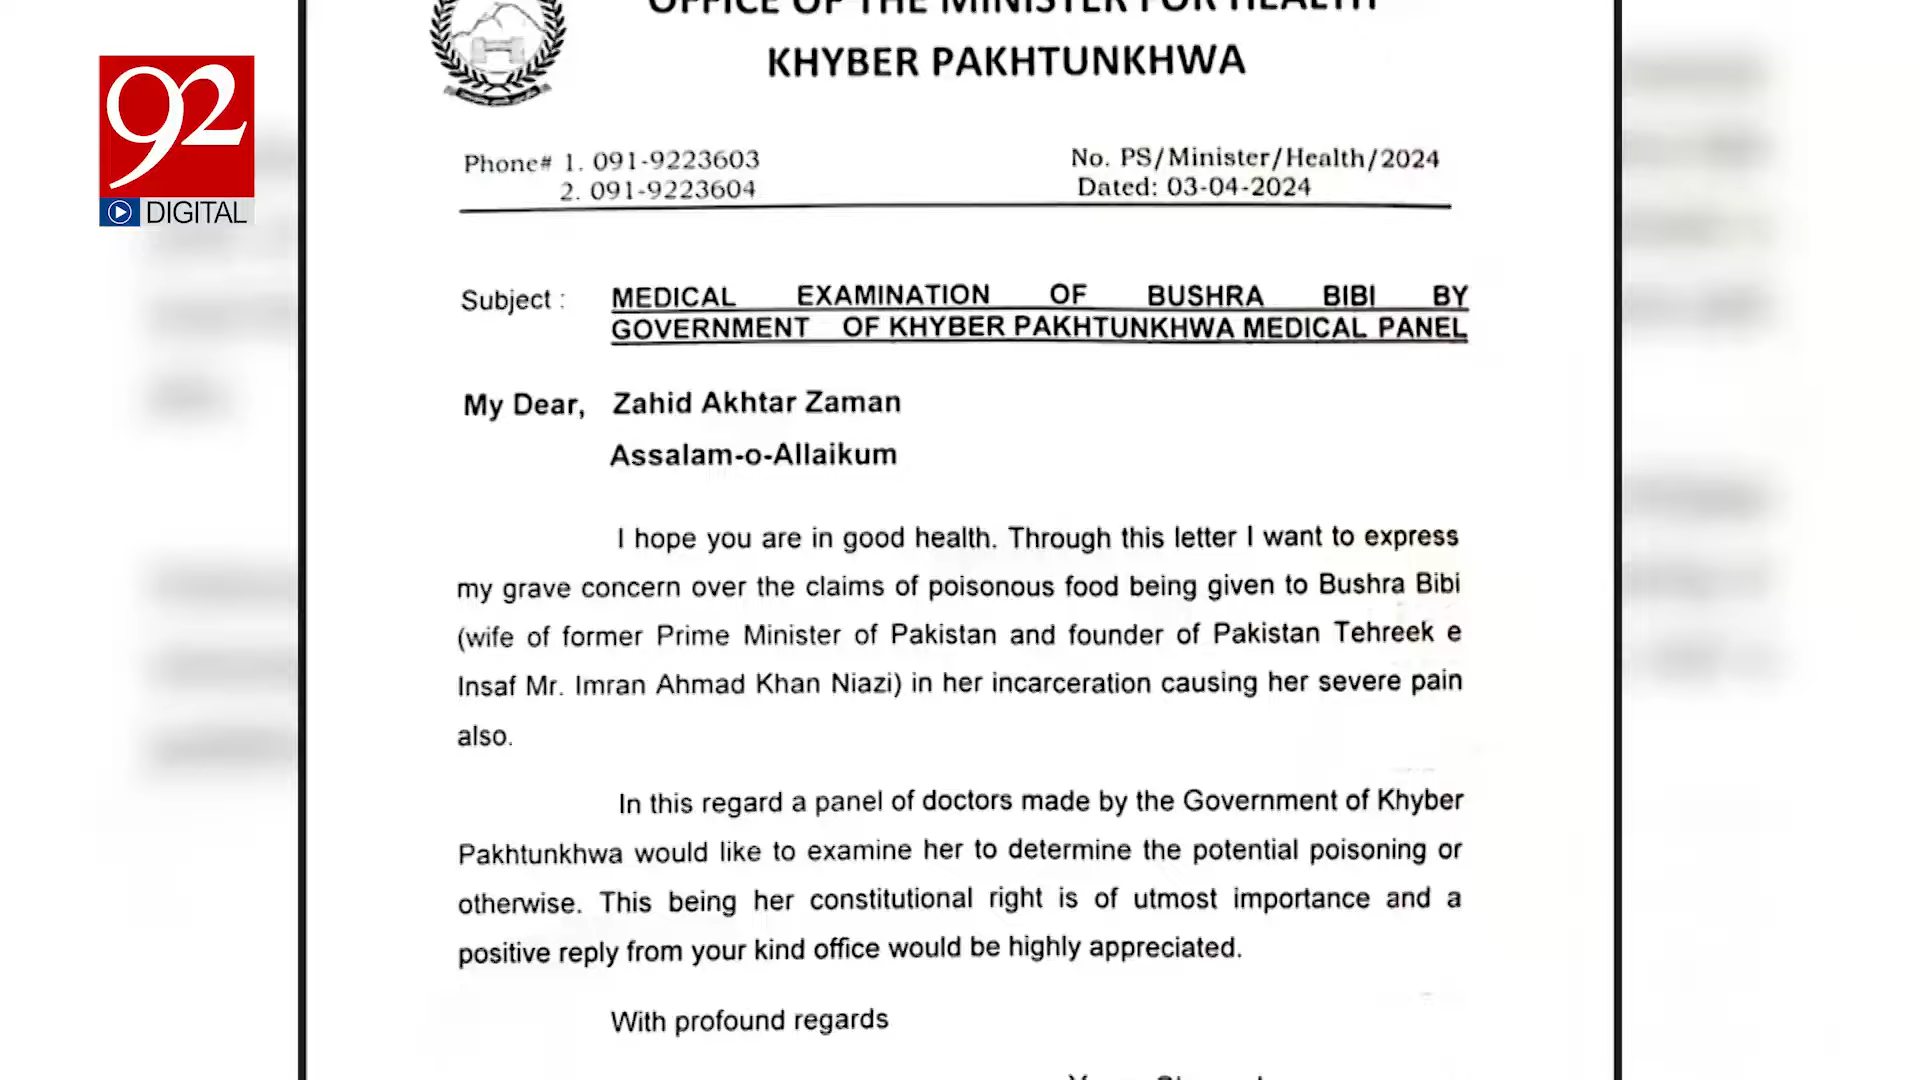 92
DIGITAL
OFFICE OF THE MINISTER FOR HEALTH
KHYBER PAKHTUNKHWA
Phone# 1. 091-9223603
2. 091-9223604
No. PS/Minister/Health/2024
Dated: 03-04-2024
Subject : MEDICAL EXAMINATION OF BUSHRA BIBI BY
GOVERNMENT OF KHYBER PAKHTUNKHWA MEDICAL PANEL
My Dear, Zahid Akhtar Zaman
Assalam-o-Allaikum
I hope you are in good health. Through this letter I want to express
my grave concern over the claims of poisonous food being given to Bushra Bibi
(wife of former Prime Minister of Pakistan and founder of Pakistan Tehreek e
Insaf Mr. Imran Ahmad Khan Niazi) in her incarceration causing her severe pain
also.
In this regard a panel of doctors made by the Government of Khyber
Pakhtunkhwa would like to examine her to determine the potential poisoning or
otherwise. This being her constitutional right is of utmost importance and a
positive reply from your kind office would be highly appreciated.
With profound regards